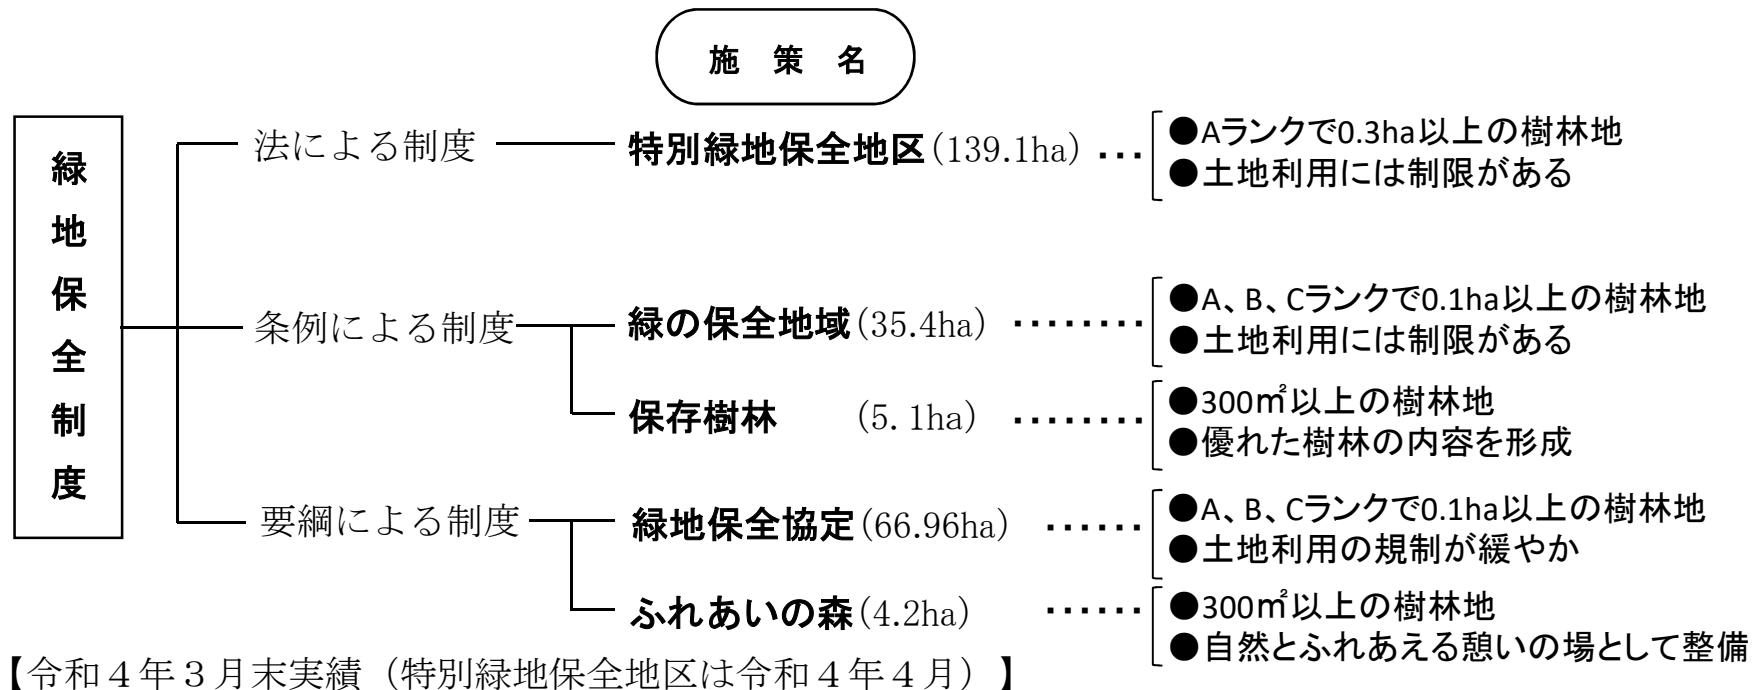 施 策 名
緑地保全制度
法による制度
特別緑地保全地区(139.1ha)…
●Aランクで0.3ha以上の樹林地
●土地利用には制限がある
条例による制度
緑の保全地域(35.4ha) ………
●A、B、Cランクで0.1ha以上の樹林地
●土地利用には制限がある
保存樹林 (5.1ha) ………
●300㎡以上の樹林地
●優れた樹林の内容を形成
要綱による制度
緑地保全協定(66.96ha) ……
●A、B、Cランクで0.1ha以上の樹林地
●土地利用の規制が緩やか
ふれあいの森(4.2ha) ……
●300㎡以上の樹林地
●自然とふれあえる憩いの場として整備
【令和４年３月末実績（特別緑地保全地区は令和４年４月）】